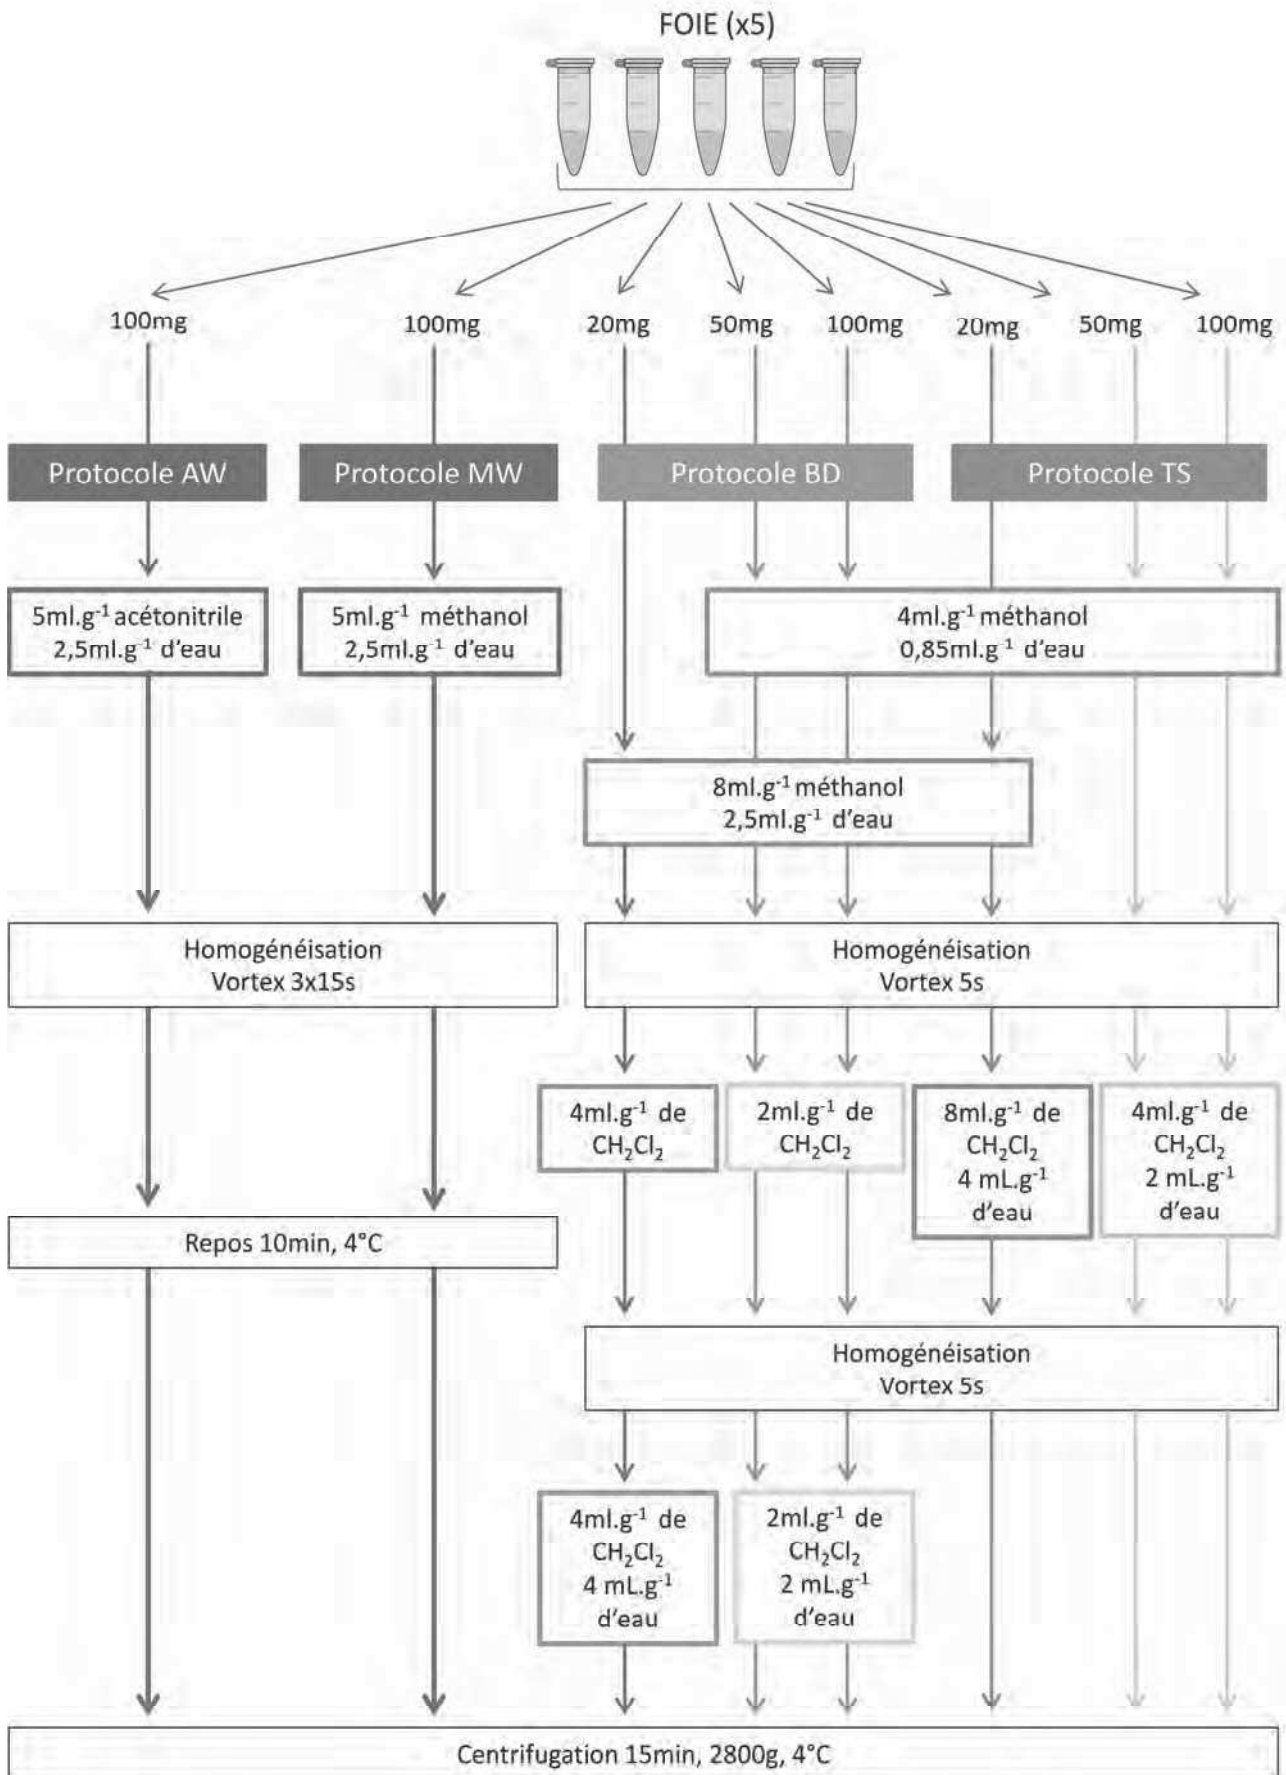 FOIE (x5)
100mg
100mg
20mg
50mg
100mg
20mg
50mg
100mg
Protocole AW
Protocole MW
Protocole BD
Protocole TS
5ml.g⁻¹ acétonitrile
2,5ml.g⁻¹ d'eau
5ml.g⁻¹ méthanol
2,5ml.g⁻¹ d'eau
4ml.g⁻¹ méthanol
0,85ml.g⁻¹ d'eau
8ml.g⁻¹ méthanol
2,5ml.g⁻¹ d'eau
Homogénéisation
Vortex 3x15s
Homogénéisation
Vortex 5s
4ml.g⁻¹ de
CH₂Cl₂
2ml.g⁻¹ de
CH₂Cl₂
8ml.g⁻¹ de
CH₂Cl₂
4 mL.g⁻¹
d'eau
4ml.g⁻¹ de
CH₂Cl₂
2 mL.g⁻¹
d'eau
Repos 10min, 4°C
Homogénéisation
Vortex 5s
4ml.g⁻¹ de
CH₂Cl₂
4 mL.g⁻¹
d'eau
2ml.g⁻¹ de
CH₂Cl₂
2 mL.g⁻¹
d'eau
Centrifugation 15min, 2800g, 4°C